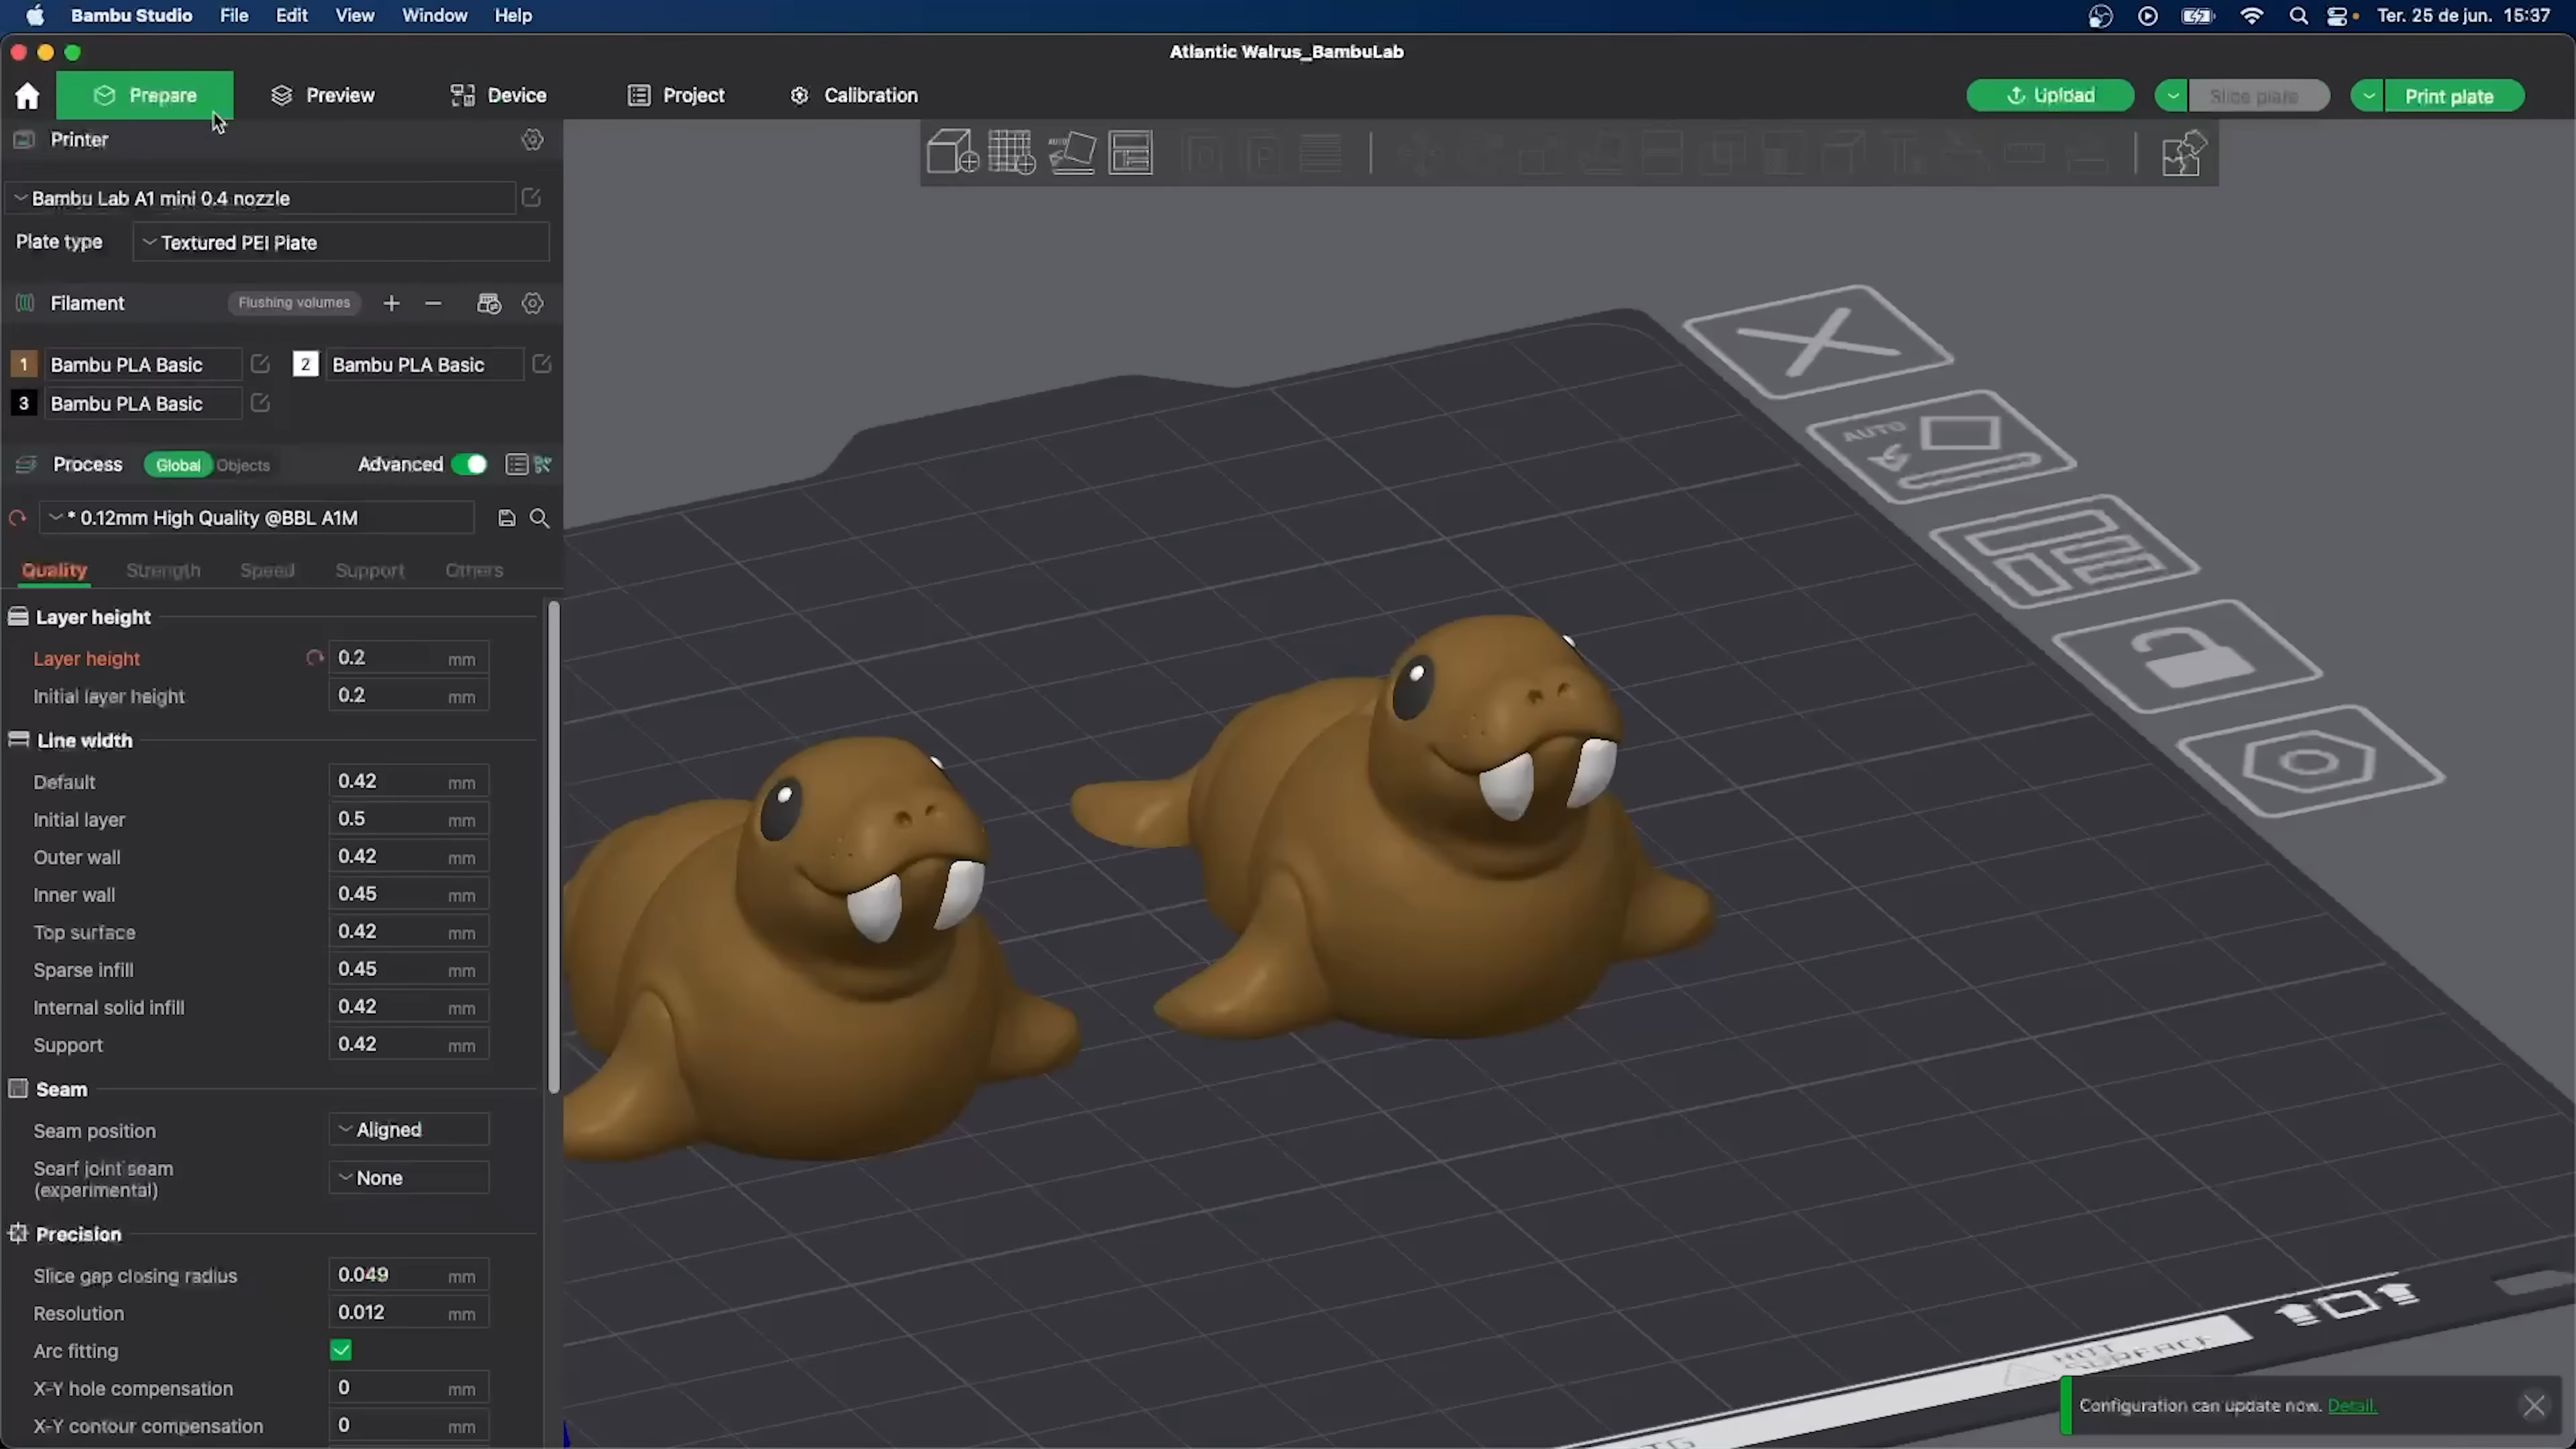 Bambu Studio File Edit View Window Help Ter. 25 de jun. 15:37
Atlantic Walrus_BambuLab
Prepare Preview Device Project Calibration Upload Slice plate Print plate
Printer
Bambu Lab A1 mini 0.4 nozzle
Plate type Textured PEI Plate
Filament Flushing volumes
1 Bambu PLA Basic 2 Bambu PLA Basic
3 Bambu PLA Basic
Process Global Objects Advanced
* 0.12mm High Quality @BBL A1M
Quality Strength Speed Support Others
Layer height
Layer height 0.2 mm
Initial layer height 0.2 mm
Line width
Default 0.42 mm
Initial layer 0.5 mm
Outer wall 0.42 mm
Inner wall 0.45 mm
Top surface 0.42 mm
Sparse infill 0.45 mm
Internal solid infill 0.42 mm
Support 0.42 mm
Seam
Seam position Aligned
Scarf joint seam
(experimental) None
Precision
Slice gap closing radius 0.049 mm
Resolution 0.012 mm
Arc fitting
X-Y hole compensation 0 mm
X-Y contour compensation 0 mm
AUTO
AUTO
HOT
SURFACE
Configuration can update now. Detail.